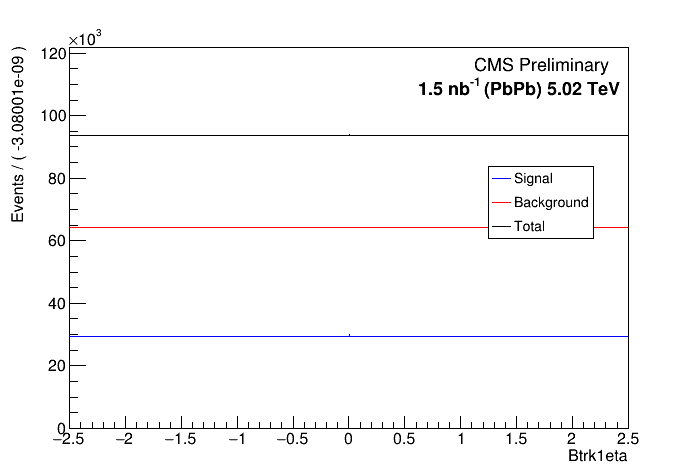 ×10³
Events / ( -3.08001e-09 )
CMS Preliminary
1.5 nb⁻¹ (PbPb) 5.02 TeV
120
100
80
60
40
20
0
Signal
Background
Total
−2.5 −2 −1.5 −1 −0.5 0 0.5 1 1.5 2 2.5
Btrk1eta